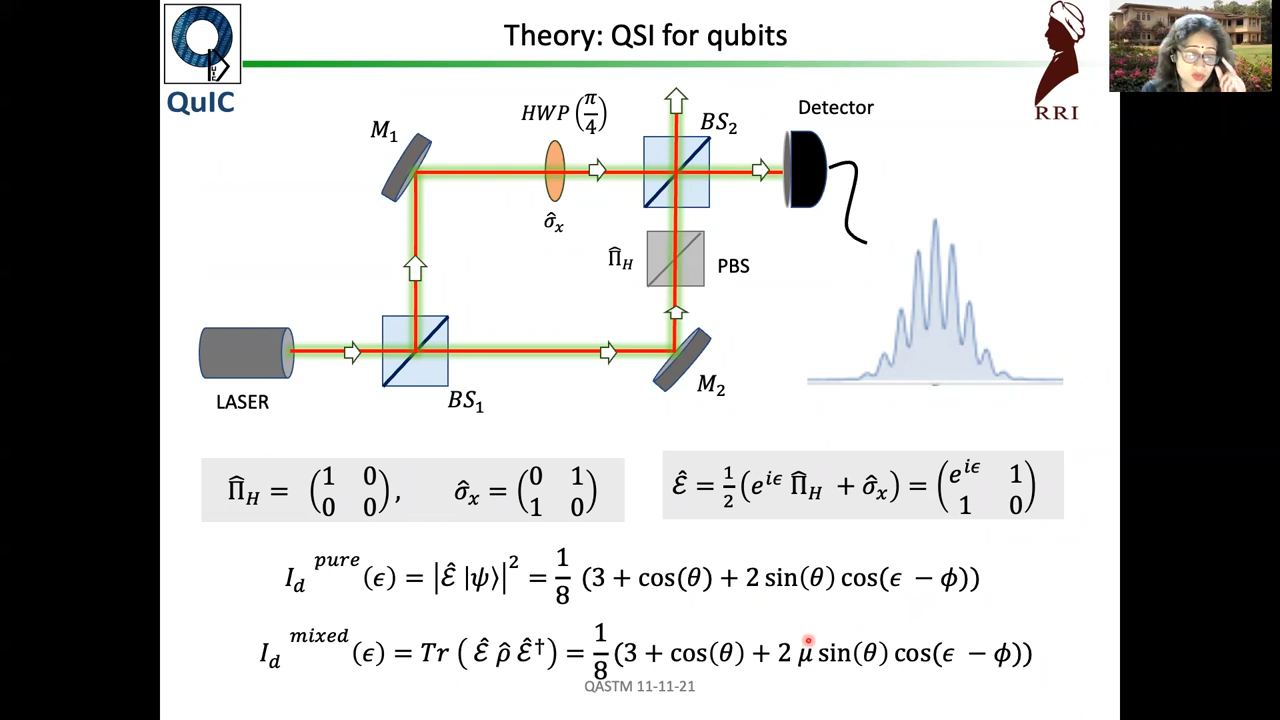 Theory: QSI for qubits
QuIC
RRI
HWP (π/4)
M₁
BS₂
Detector
σ̂ₓ
Π̂_H
PBS
LASER
BS₁
M₂
Π̂_H = (1 0 0 0), σ̂ₓ = (0 1 1 0)
ℰ̂ = 1/2 (e^{iϵ} Π̂_H + σ̂ₓ) = (e^{iϵ} 1 1 0)
I_d^{pure}(ϵ) = |ℰ̂ |ψ⟩|² = 1/8 (3 + cos(θ) + 2 sin(θ) cos(ϵ − ϕ))
I_d^{mixed}(ϵ) = Tr ( ℰ̂ ρ̂ ℰ̂†) = 1/8 (3 + cos(θ) + 2 μ sin(θ) cos(ϵ − ϕ))
QASTM 11-11-21